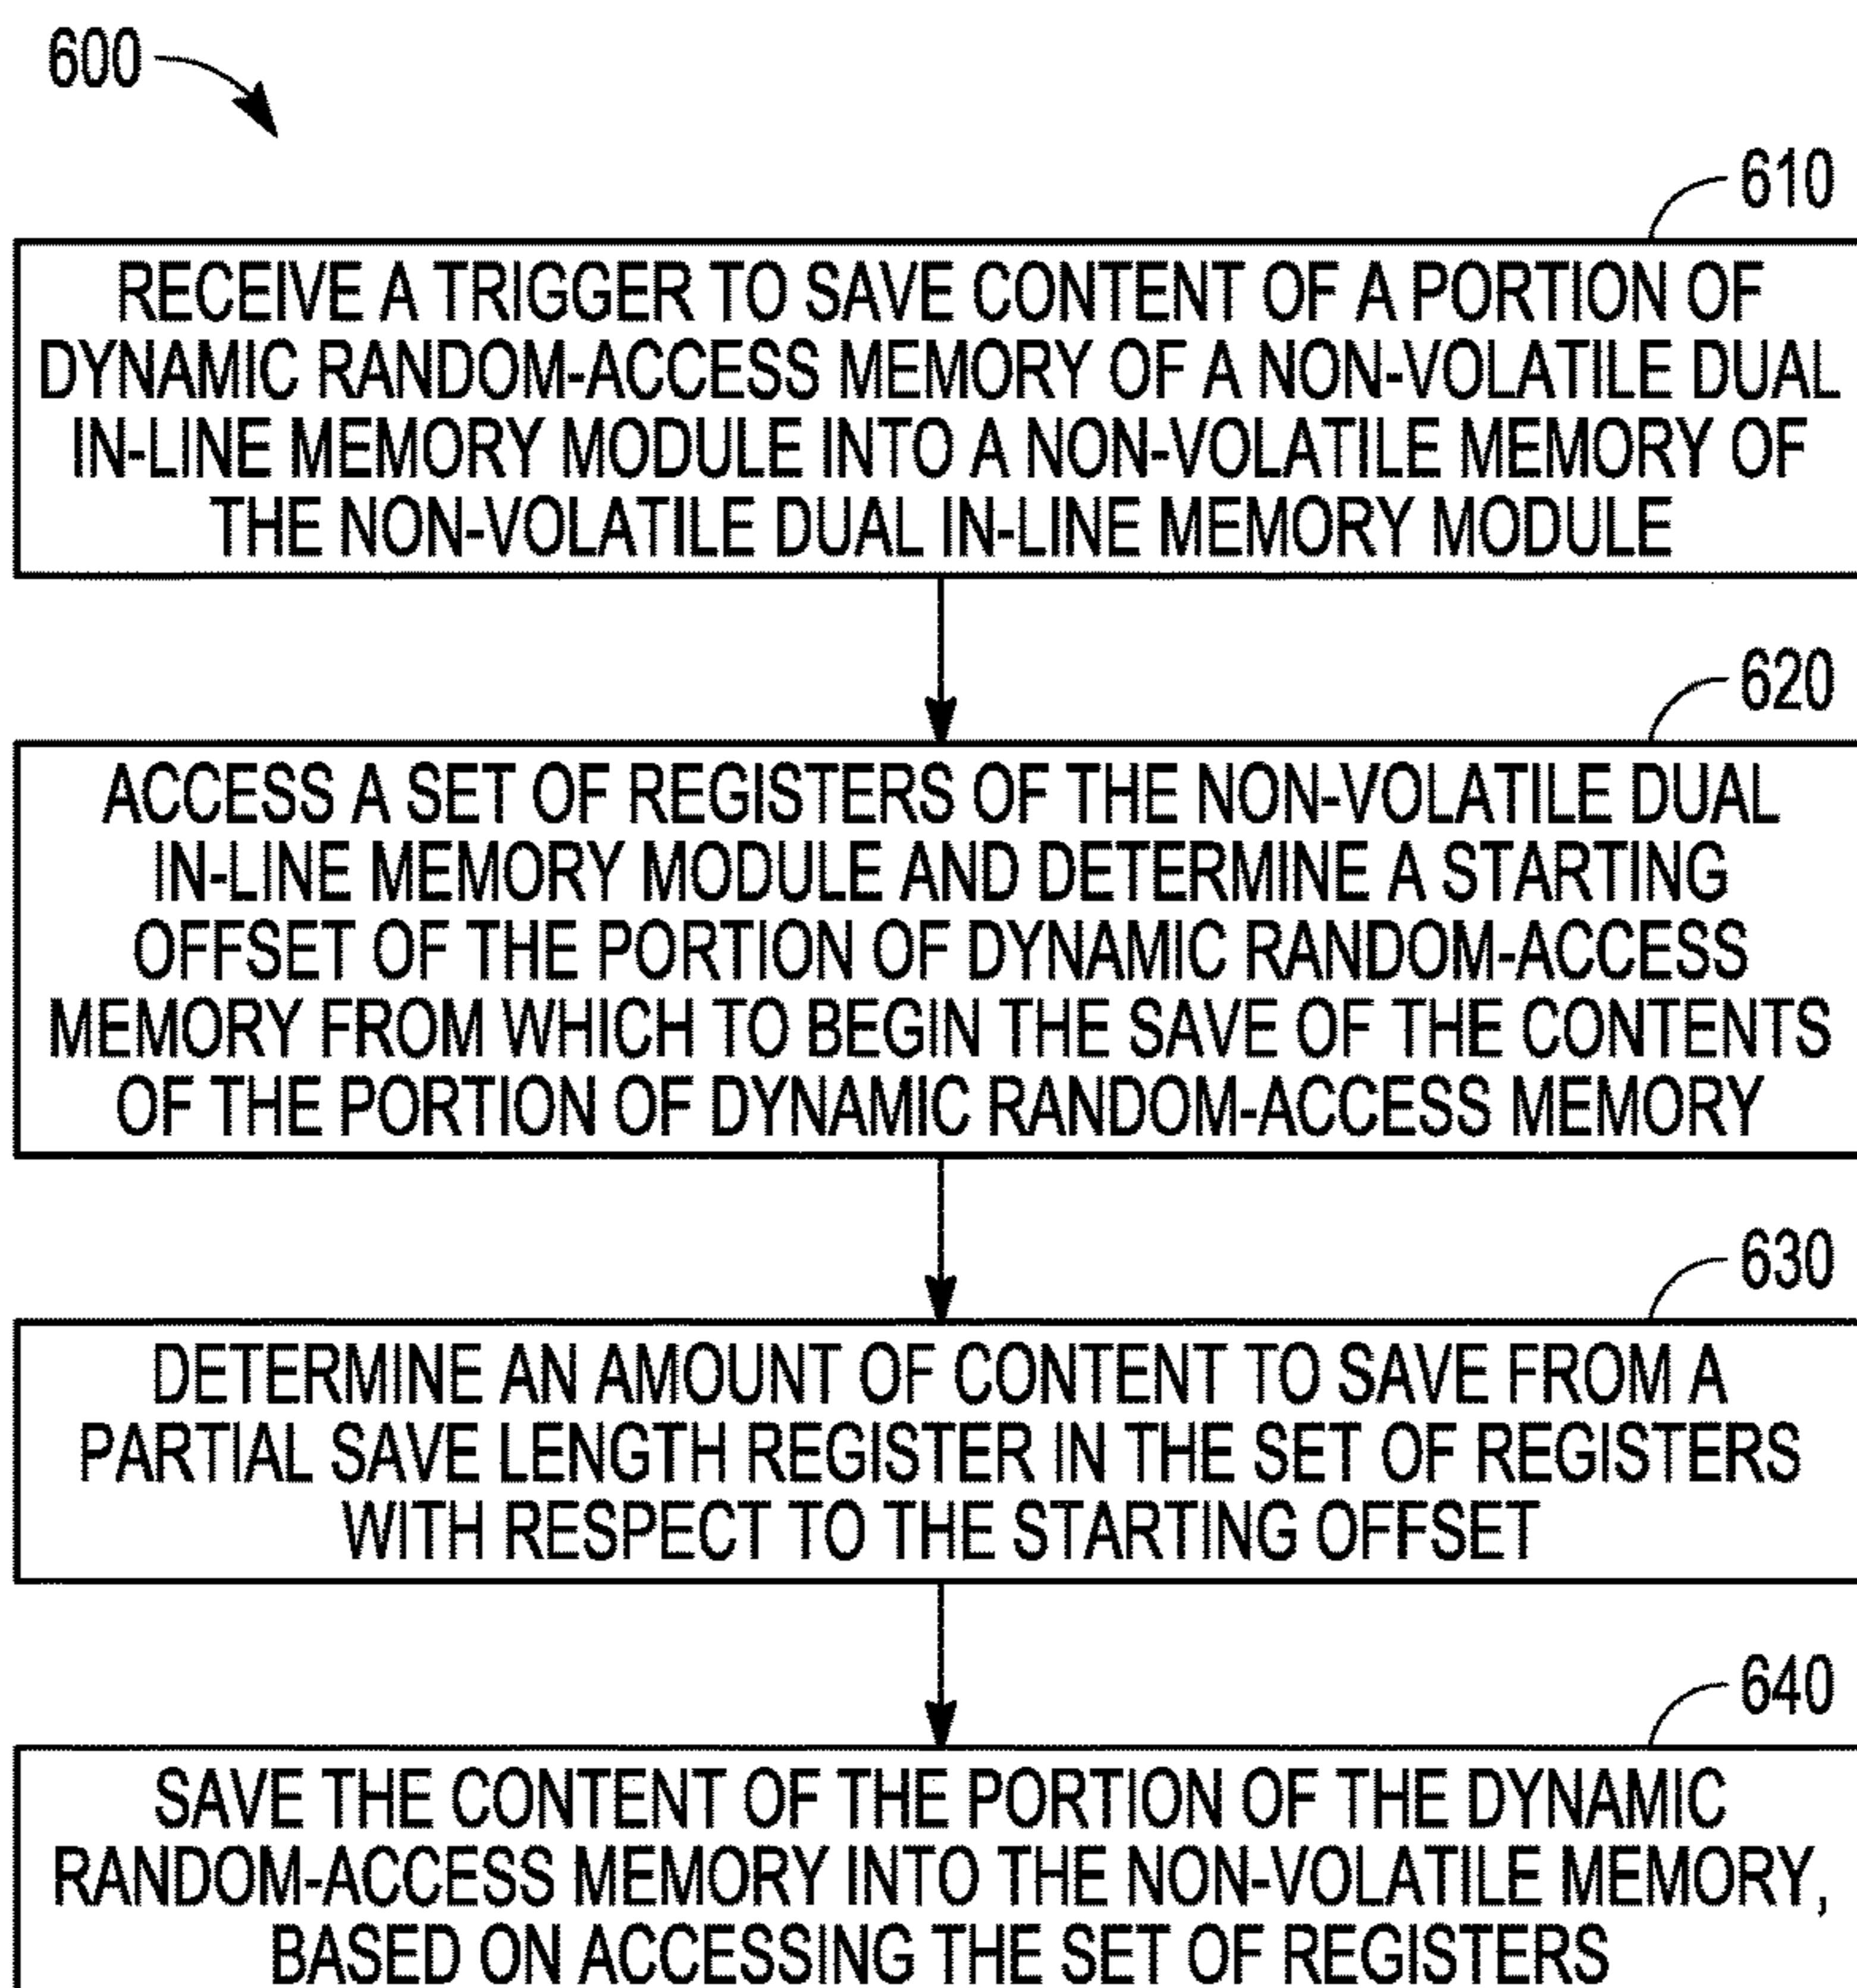 600
610
RECEIVE A TRIGGER TO SAVE CONTENT OF A PORTION OF
DYNAMIC RANDOM-ACCESS MEMORY OF A NON-VOLATILE DUAL
IN-LINE MEMORY MODULE INTO A NON-VOLATILE MEMORY OF
THE NON-VOLATILE DUAL IN-LINE MEMORY MODULE
620
ACCESS A SET OF REGISTERS OF THE NON-VOLATILE DUAL
IN-LINE MEMORY MODULE AND DETERMINE A STARTING
OFFSET OF THE PORTION OF DYNAMIC RANDOM-ACCESS
MEMORY FROM WHICH TO BEGIN THE SAVE OF THE CONTENTS
OF THE PORTION OF DYNAMIC RANDOM-ACCESS MEMORY
630
DETERMINE AN AMOUNT OF CONTENT TO SAVE FROM A
PARTIAL SAVE LENGTH REGISTER IN THE SET OF REGISTERS
WITH RESPECT TO THE STARTING OFFSET
640
SAVE THE CONTENT OF THE PORTION OF THE DYNAMIC
RANDOM-ACCESS MEMORY INTO THE NON-VOLATILE MEMORY,
BASED ON ACCESSING THE SET OF REGISTERS